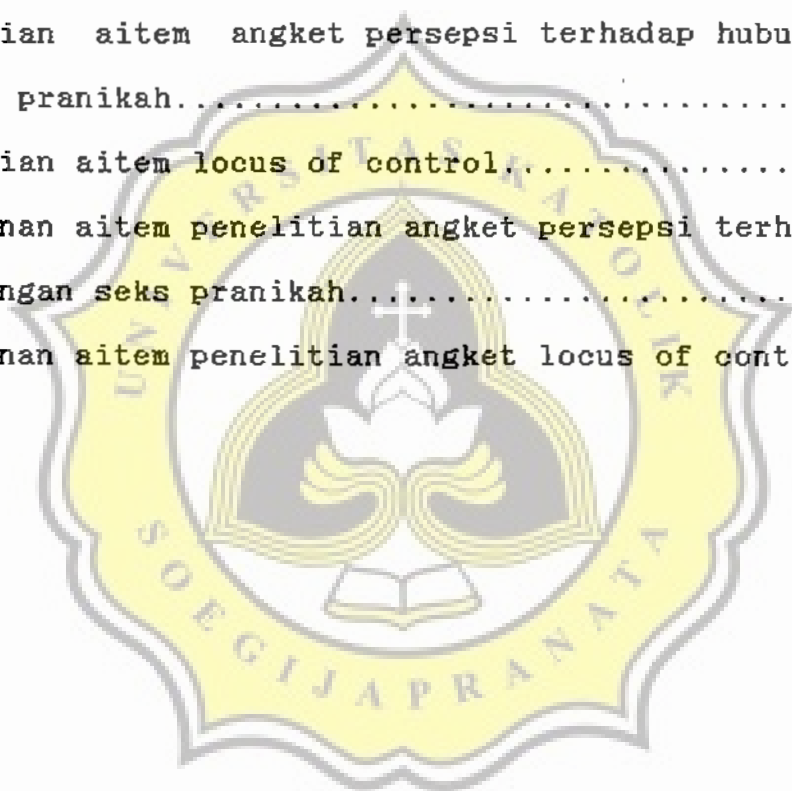 ian aitem angket persepsi terhadap hubu
pranikah...............................
ian aitem locus of control...............
nan aitem penelitian angket persepsi terh
ngan seks pranikah.......................
nan aitem penelitian angket locus of cont
UNIVERSITAS KATOLIK
SOEGIJAPRANATA